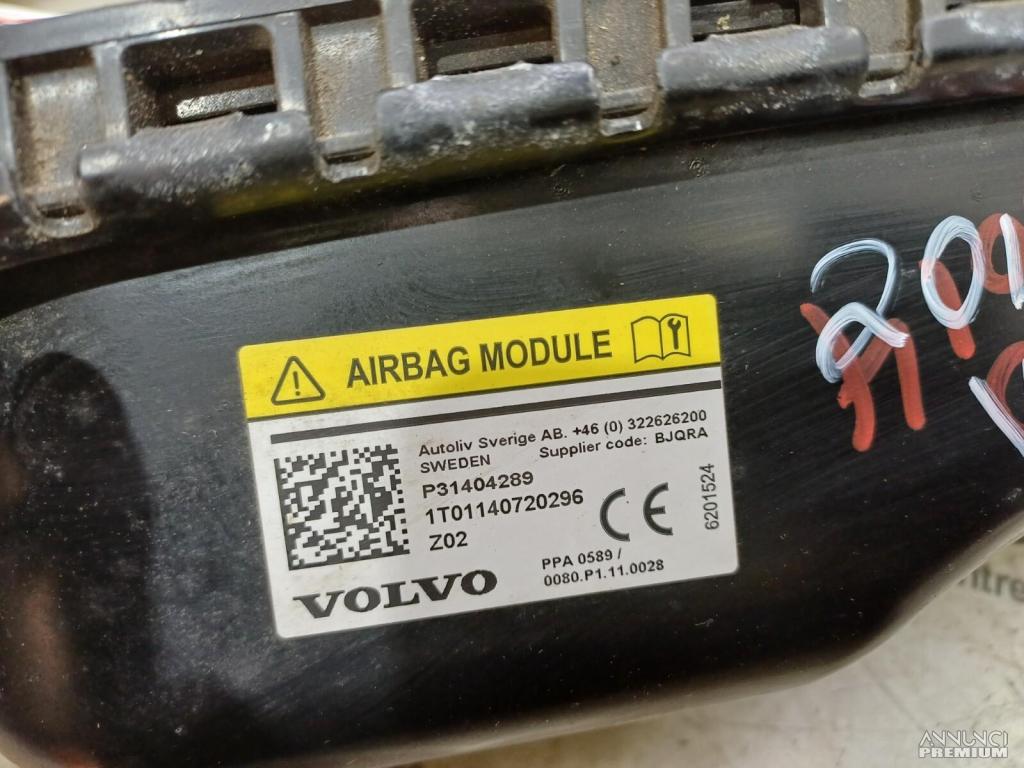 AIRBAG MODULE
Autoliv Sverige AB. +46 (0) 322626200
SWEDEN Supplier code: BJQRA
P31404289
1T01140720296
Z02
PPA 0589 /
0080.P1.11.0028
6201524
VOLVO
CE
ANNUNCI
PREMIUM